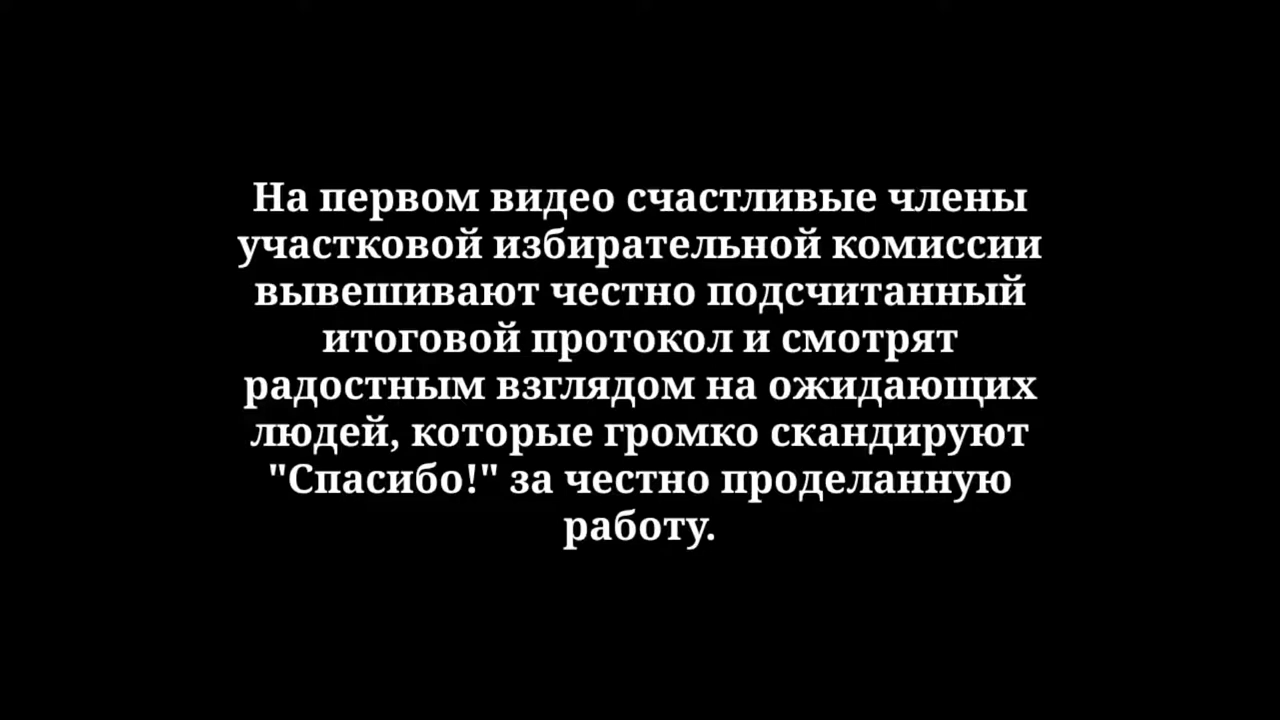 На первом видео счастливые члены
участковой избирательной комиссии
вывешивают честно подсчитанный
итоговой протокол и смотрят
радостным взглядом на ожидающих
людей, которые громко скандируют
"Спасибо!" за честно проделанную
работу.